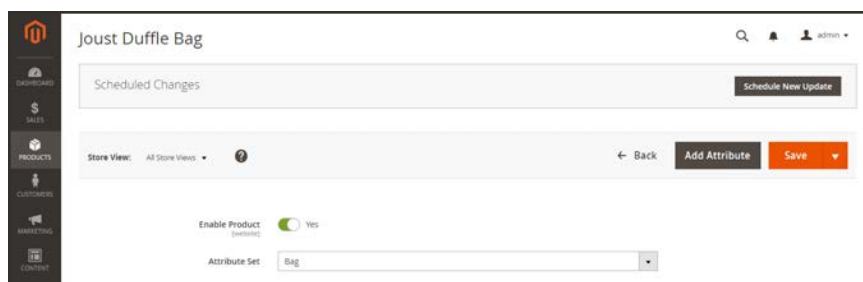 Joust Duffle Bag
admin
DASHBOARD
Scheduled Changes
Schedule New Update
$
SALES
PRODUCTS
Store View: All Store Views
?
← Back
Add Attribute
Save
CUSTOMERS
MARKETING
Enable Product
Yes
[website]
CONTENT
Attribute Set
Bag